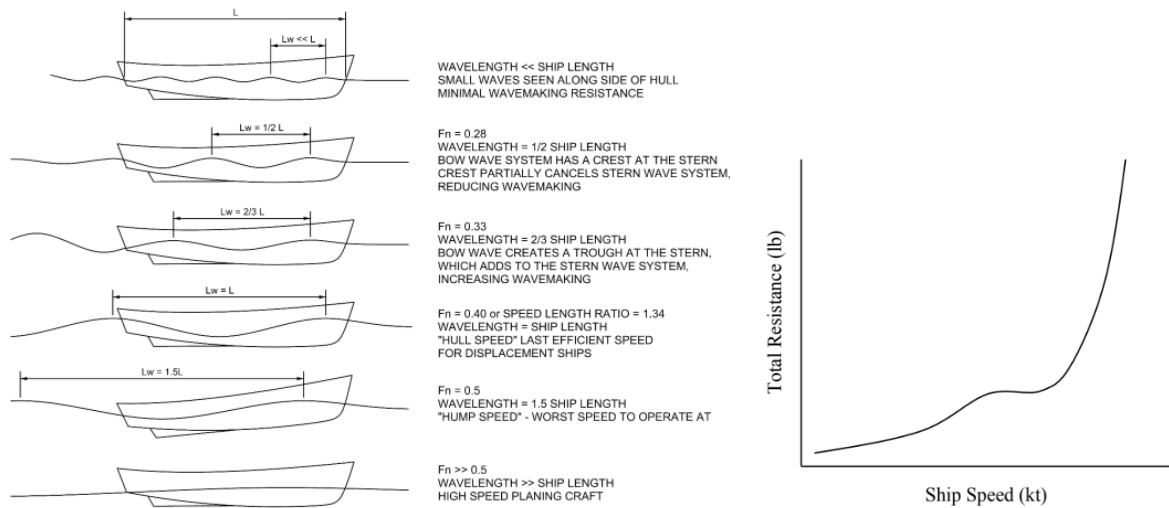 L
Lw << L
WAVELENGTH << SHIP LENGTH
SMALL WAVES SEEN ALONG SIDE OF HULL
MINIMAL WAVEMAKING RESISTANCE
Lw = 1/2 L
Fn = 0.28
WAVELENGTH = 1/2 SHIP LENGTH
BOW WAVE SYSTEM HAS A CREST AT THE STERN
CREST PARTIALLY CANCELS STERN WAVE SYSTEM,
REDUCING WAVEMAKING
Lw = 2/3 L
Fn = 0.33
WAVELENGTH = 2/3 SHIP LENGTH
BOW WAVE CREATES A TROUGH AT THE STERN,
WHICH ADDS TO THE STERN WAVE SYSTEM,
INCREASING WAVEMAKING
Lw = L
Fn = 0.40 or SPEED LENGTH RATIO = 1.34
WAVELENGTH = SHIP LENGTH
"HULL SPEED" LAST EFFICIENT SPEED
FOR DISPLACEMENT SHIPS
Lw = 1.5L
Fn = 0.5
WAVELENGTH = 1.5 SHIP LENGTH
"HUMP SPEED" - WORST SPEED TO OPERATE AT
Fn >> 0.5
WAVELENGTH >> SHIP LENGTH
HIGH SPEED PLANING CRAFT
Total Resistance (lb)
Ship Speed (kt)